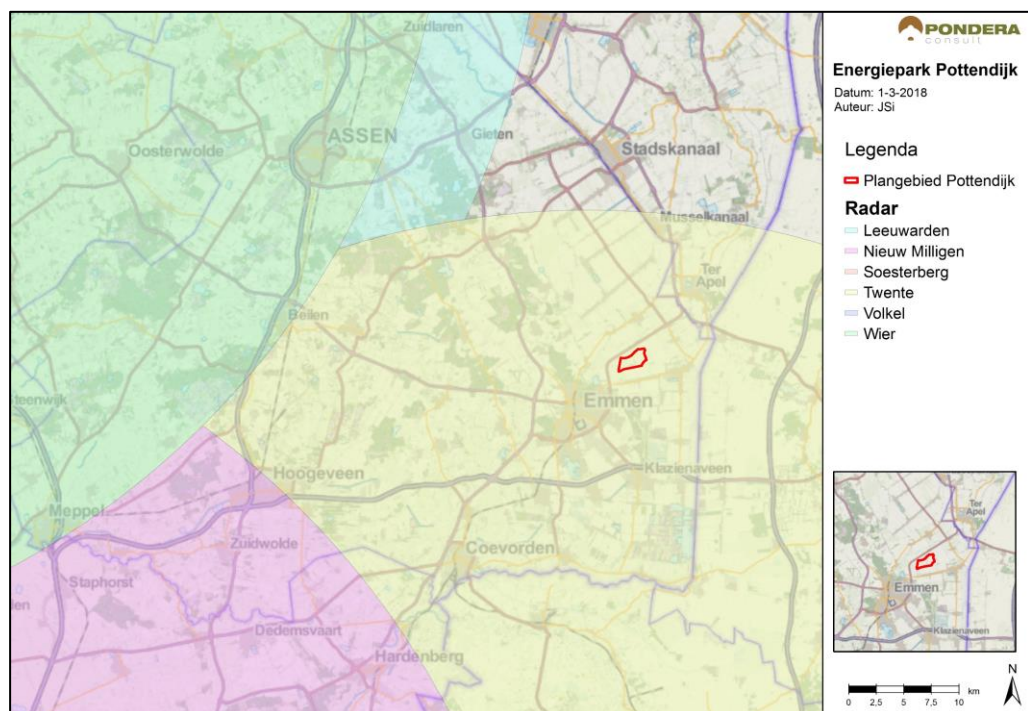 Zuidlaren
ASSEN
Gieten
Oosterwolde
Stadskanaal
Musselkanaal
Ter
Apel
Beilen
Emmen
Hoogeveen
Klazienaveen
Meppel
Zuidwolde
Coevorden
Staphorst
Dedemsvaart
Hardenberg
PONDERA
consult
Energiepark Pottendijk
Datum: 1-3-2018
Auteur: JSi
Legenda
Plangebied Pottendijk
Radar
Leeuwarden
Nieuw Milligen
Soesterberg
Twente
Volkel
Wier
Ter
Apel
Emmen
Klazienaveen
N
0 2,5 5 7,5 10 km